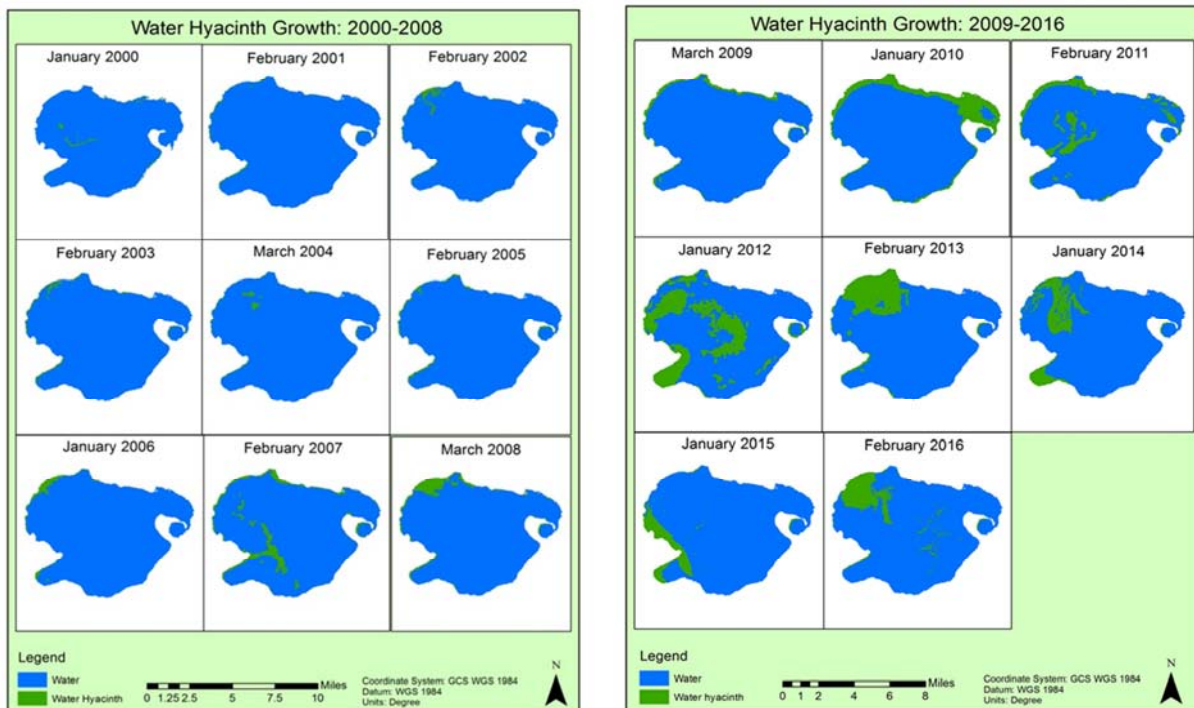 Water Hyacinth Growth: 2000-2008
January 2000
February 2001
February 2002
February 2003
March 2004
February 2005
January 2006
February 2007
March 2008
Legend
Water
Water Hyacinth
0 1.25 2.5 5 7.5 10
Miles
Coordinate System: GCS WGS 1984
Datum: WGS 1984
Units: Degree
N
Water Hyacinth Growth: 2009-2016
March 2009
January 2010
February 2011
January 2012
February 2013
January 2014
January 2015
February 2016
Legend
Water
Water hyacinth
0 1 2 4 6 8
Miles
Coordinate System: GCS WGS 1984
Datum: WGS 1984
Units: Degree
N